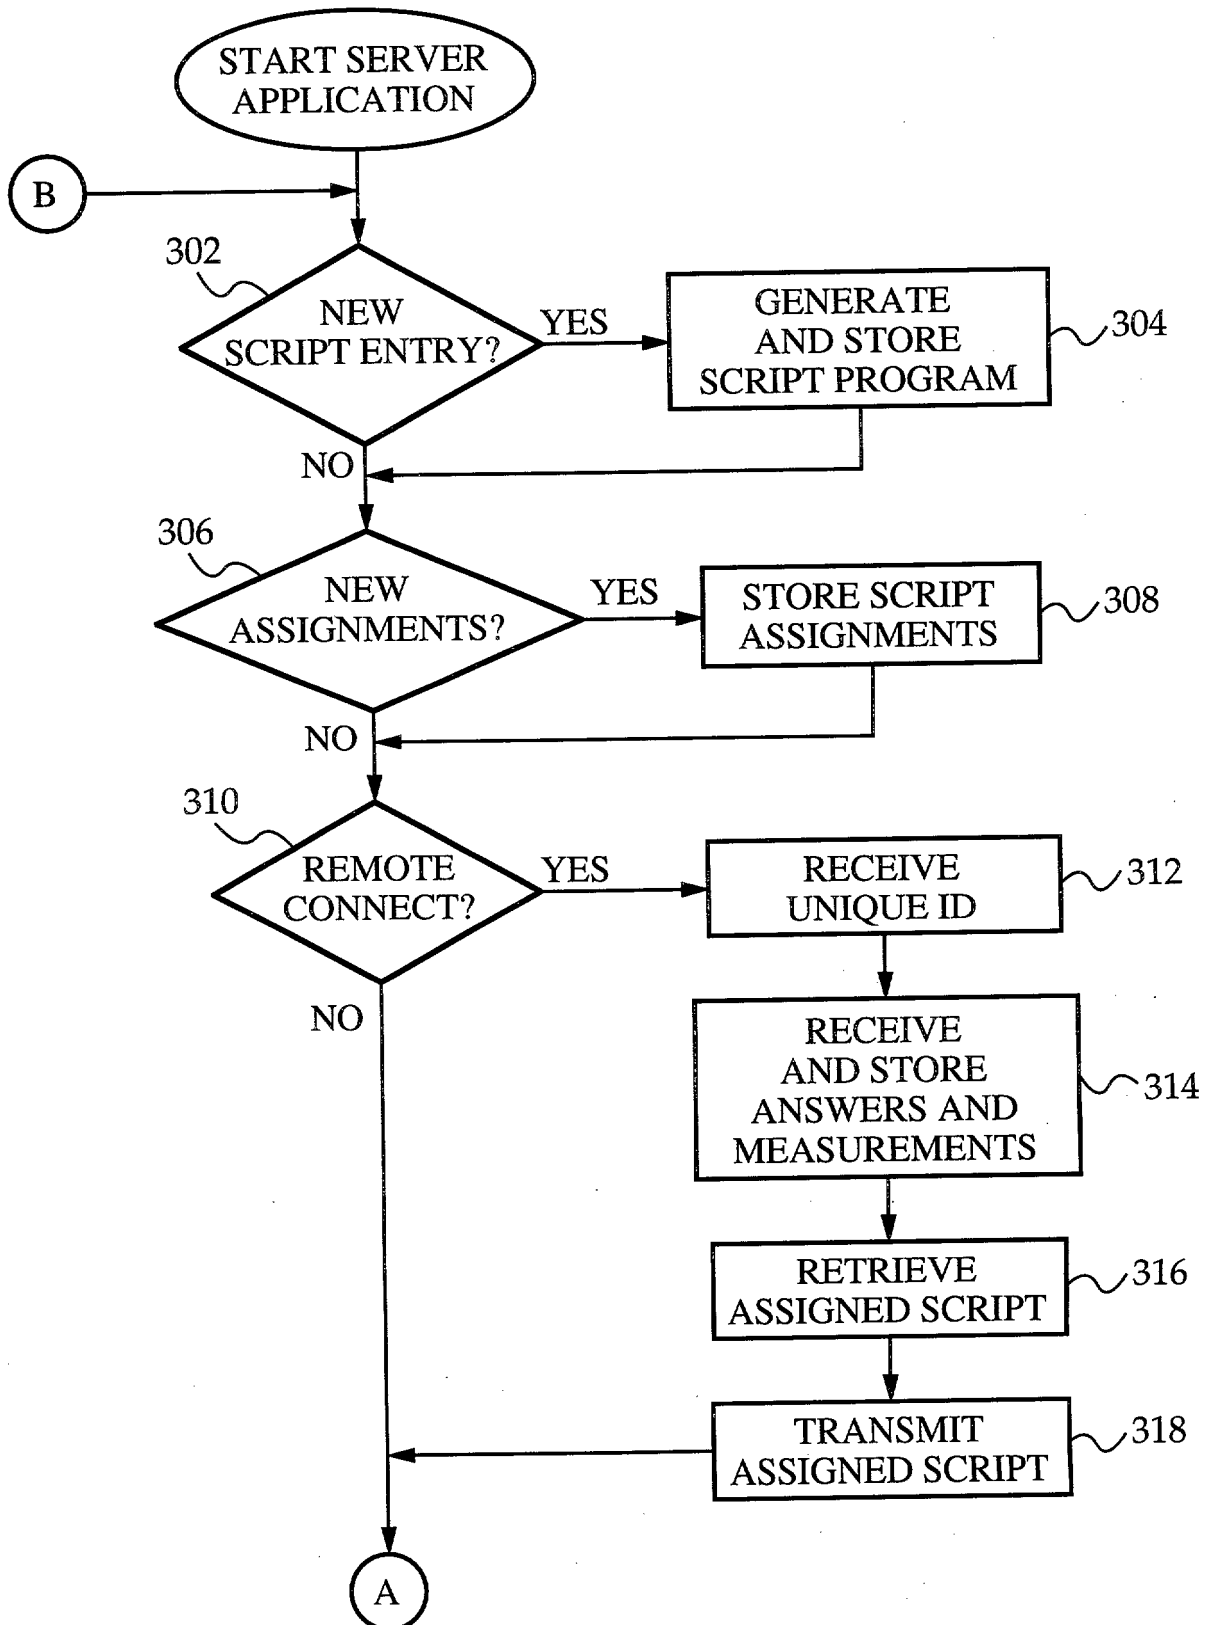 START SERVER
APPLICATION
B
302
NEW
SCRIPT ENTRY?
YES
GENERATE
AND STORE
SCRIPT PROGRAM
304
NO
306
NEW
ASSIGNMENTS?
YES
STORE SCRIPT
ASSIGNMENTS
308
NO
310
REMOTE
CONNECT?
YES
RECEIVE
UNIQUE ID
312
NO
RECEIVE
AND STORE
ANSWERS AND
MEASUREMENTS
314
RETRIEVE
ASSIGNED SCRIPT
316
TRANSMIT
ASSIGNED SCRIPT
318
A